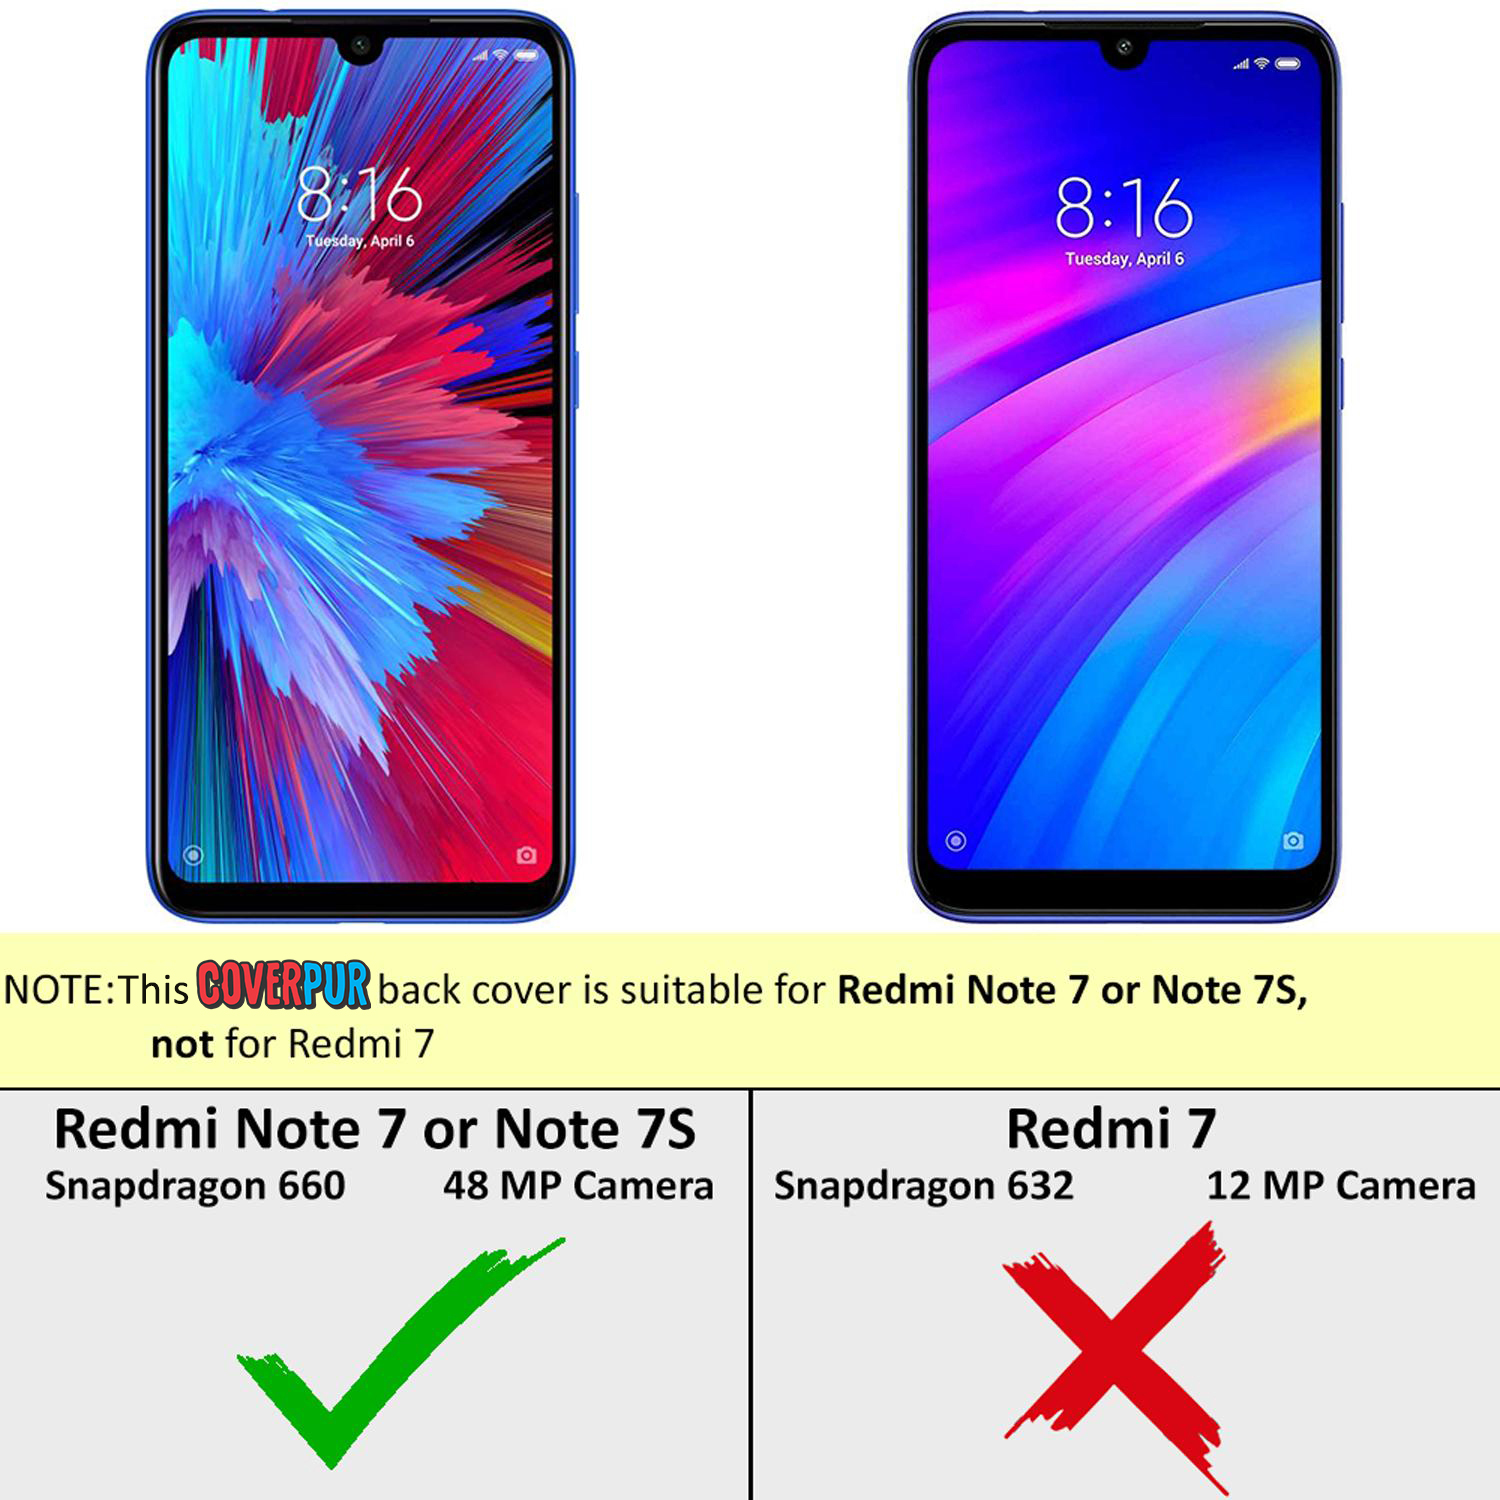 8:16
Tuesday, April 6
8:16
Tuesday, April 6
NOTE:This COVERPUR back cover is suitable for Redmi Note 7 or Note 7S,
not for Redmi 7
Redmi Note 7 or Note 7S
Snapdragon 660 48 MP Camera
Redmi 7
Snapdragon 632 12 MP Camera